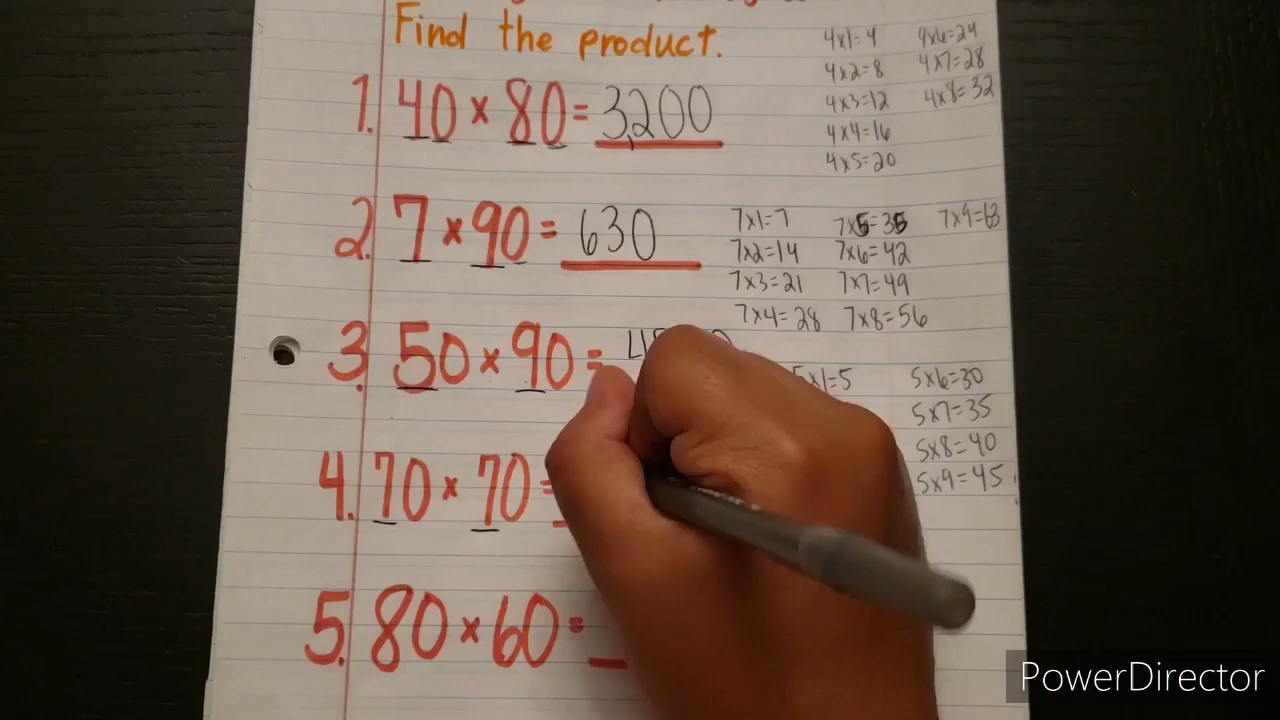 Find the product.
1. 40 × 80 = 3,200
4x1=4 4x6=24
4x2=8 4x7=28
4x3=12 4x8=32
4x4=16
4x5=20
2. 7 × 90 = 630
7x1=7 7x5=35 7x9=63
7x2=14 7x6=42
7x3=21 7x7=49
7x4=28 7x8=56
3. 50 × 90 =
5x1=5 5x6=30
5x7=35
5x8=40
5x9=45
4. 70 × 70 =
5. 80 × 60 =
PowerDirector